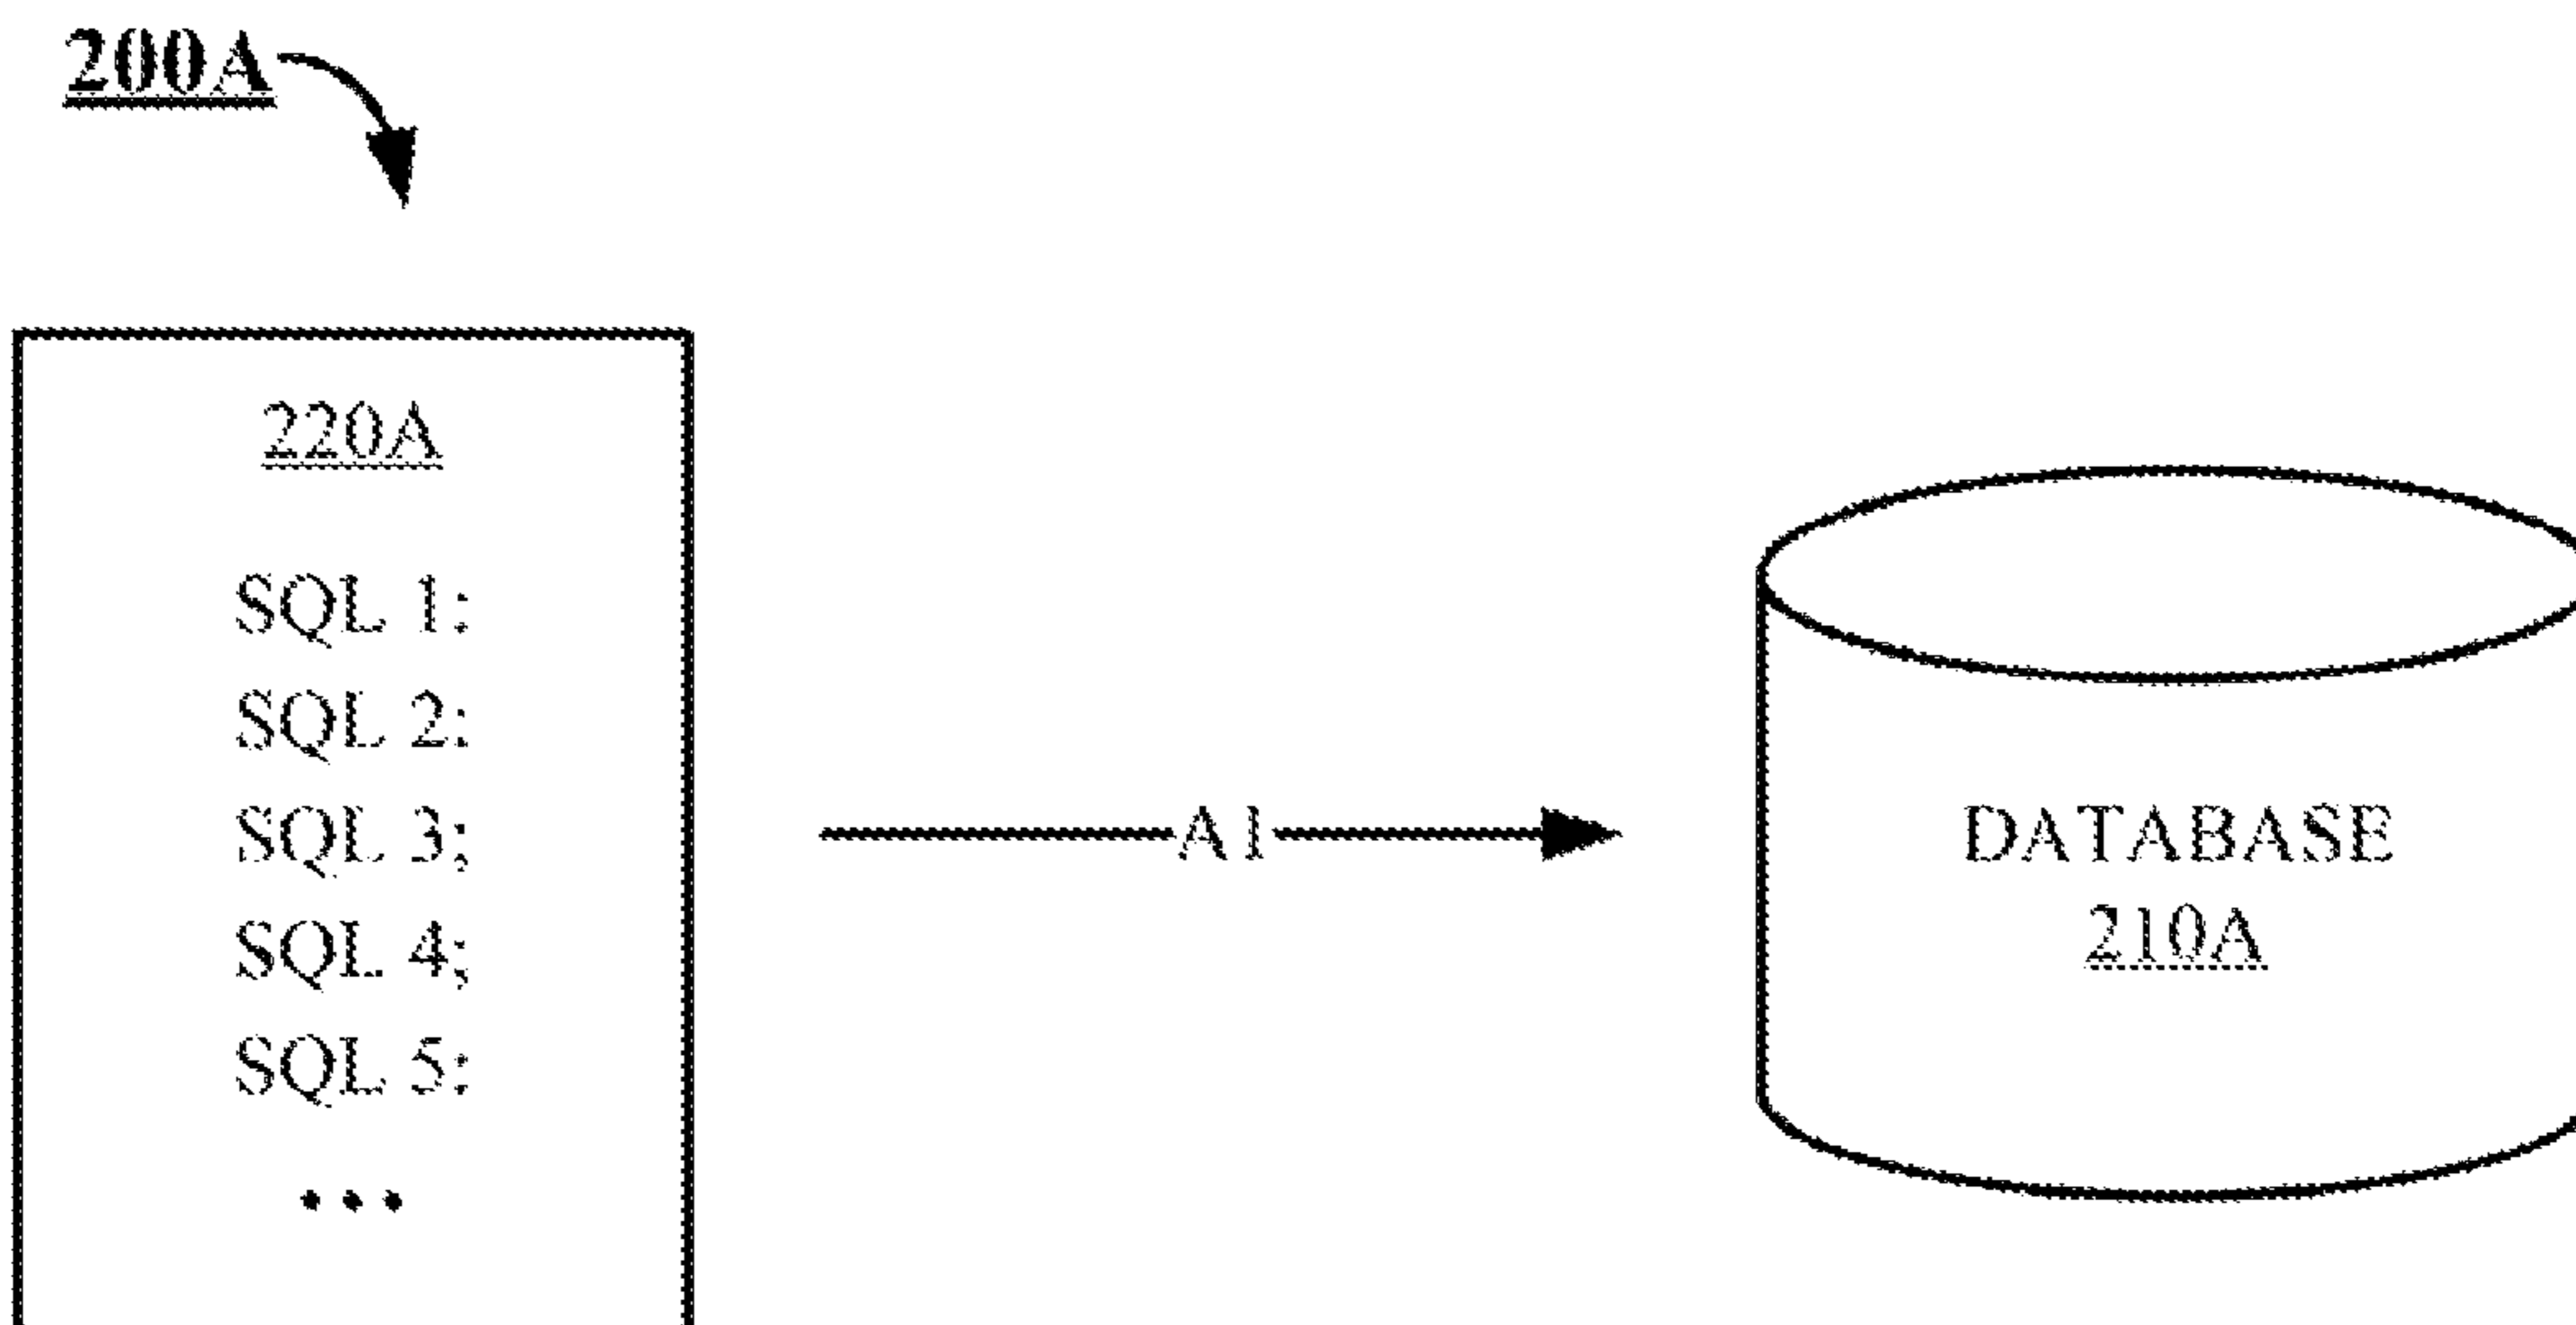 200A
220A
SQL 1;
SQL 2;
SQL 3;
SQL 4;
SQL 5;
...
A1
DATABASE
210A